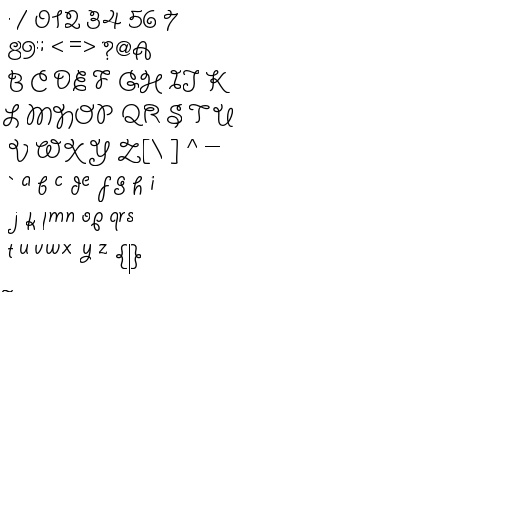 . / 0 1 2 3 4 5 6 7
8 9 : ; < = > ? @ A
B C D E F G H I J K
L M N O P Q R S T U
V W X Y Z [ \ ] ^ _
` a b c d e f g h i
j k l m n o p q r s
t u v w x y z { | }
~